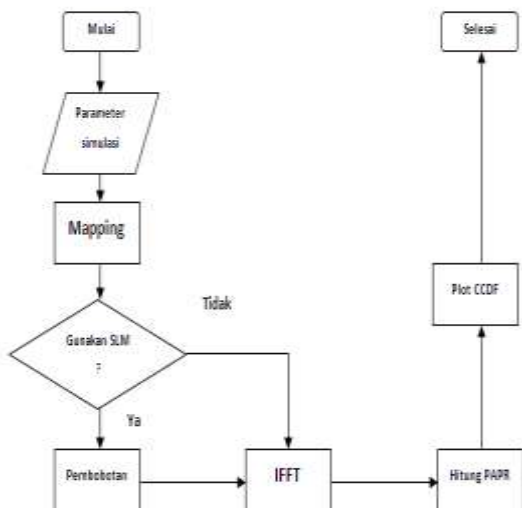 Mulai
Selesai
Parameter
simulasi
Mapping
Plot CCDF
Tidak
Gunakan SLM
?
Ya
Pembobotan
IFFT
Hitung PAPR